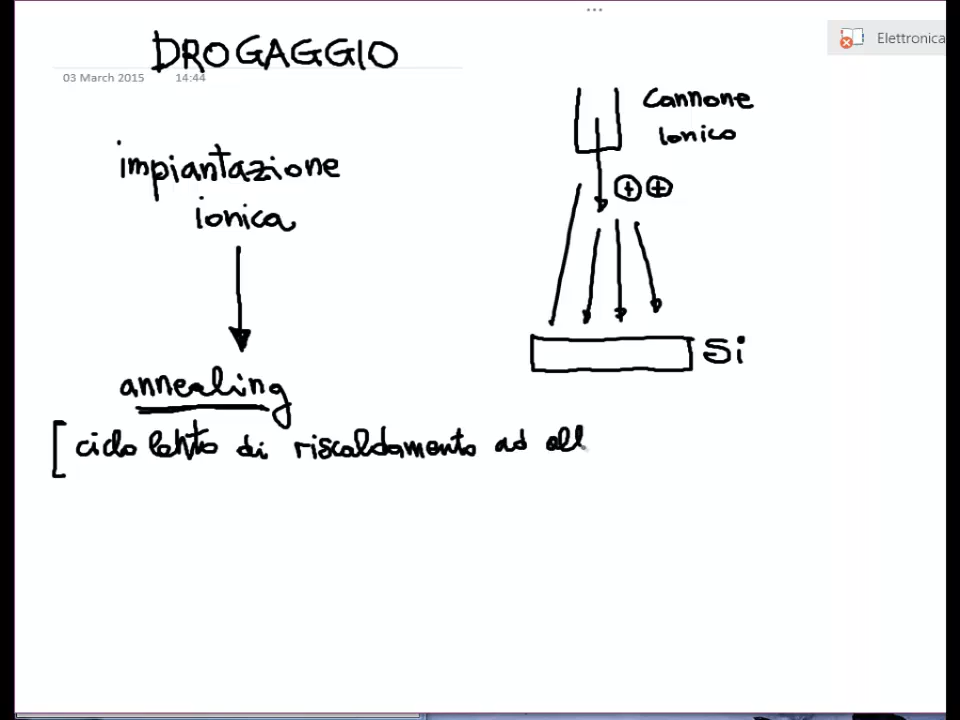 DROGAGGIO
03 March 2015 14:44
Elettronica
Cannone
Ionico
impiantazione
ionica
⊕ ⊕
Si
annealing
[ciclo lento di riscaldamento ad